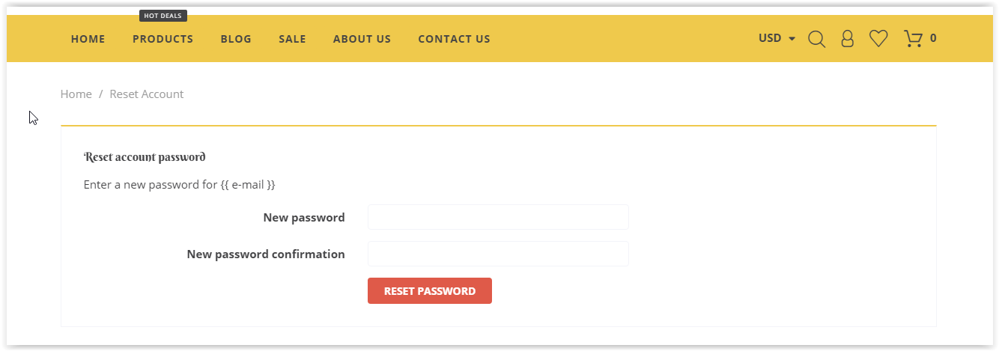 HOT DEALS
HOME PRODUCTS BLOG SALE ABOUT US CONTACT US USD 0
Home / Reset Account
Reset account password
Enter a new password for {{ e-mail }}
New password
New password confirmation
RESET PASSWORD